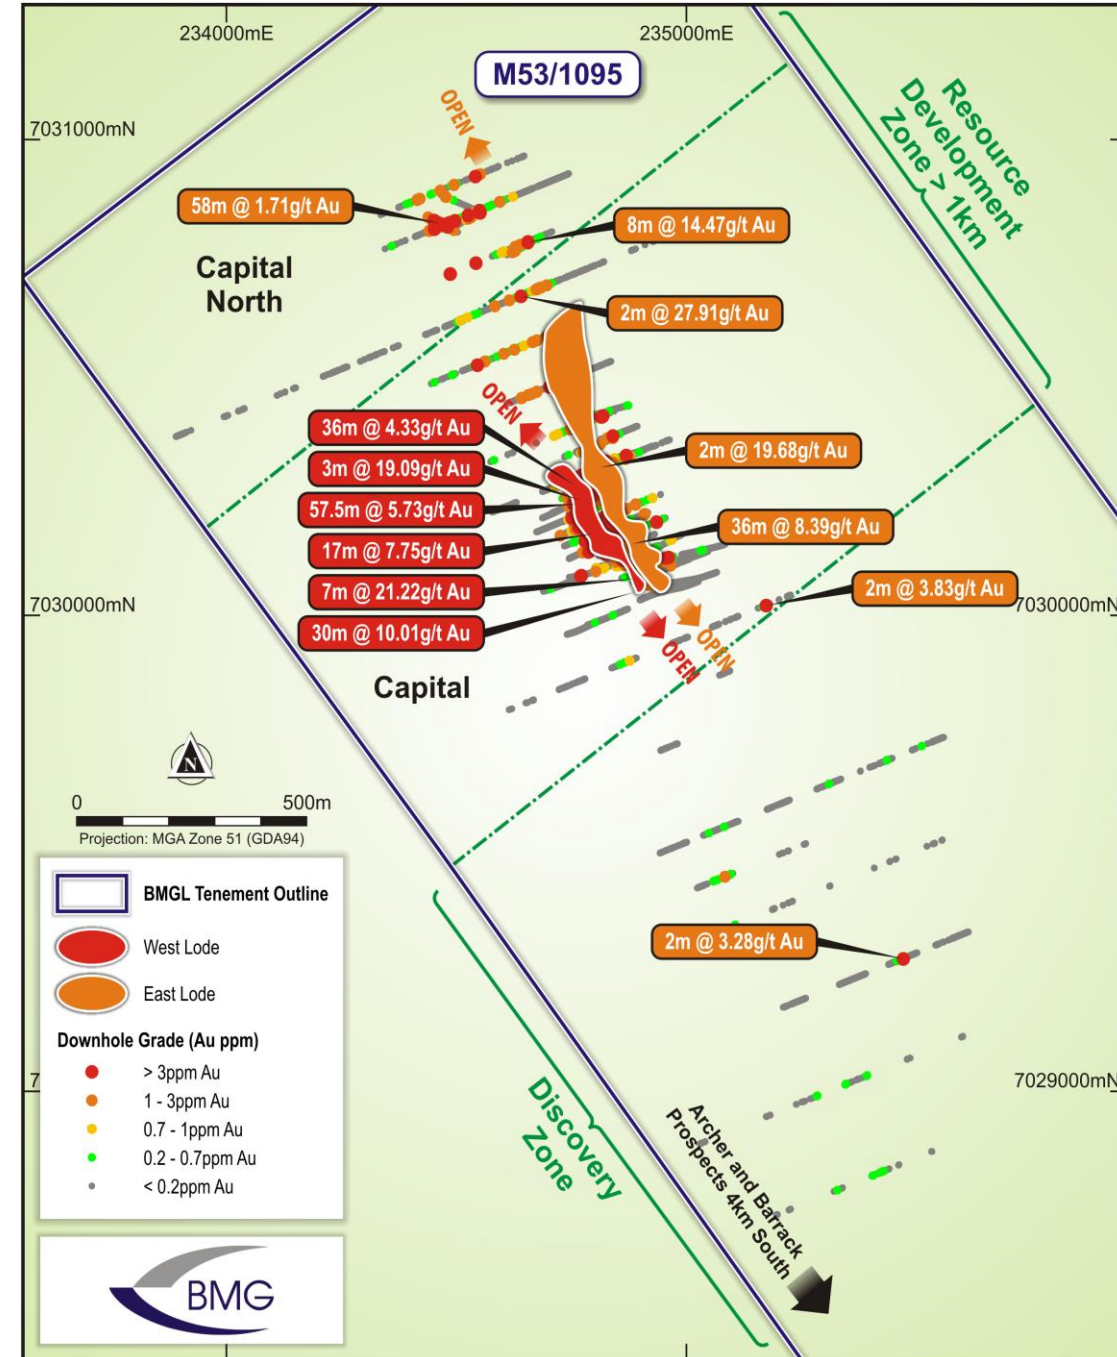 234000mE
235000mE
M53/1095
7031000mN
OPEN
Resource
Development
Zone > 1km
58m @ 1.71g/t Au
8m @ 14.47g/t Au
Capital
North
2m @ 27.91g/t Au
OPEN
36m @ 4.33g/t Au
3m @ 19.09g/t Au
2m @ 19.68g/t Au
57.5m @ 5.73g/t Au
36m @ 8.39g/t Au
17m @ 7.75g/t Au
7m @ 21.22g/t Au
2m @ 3.83g/t Au
7030000mN
7030000mN
30m @ 10.01g/t Au
OPEN
OPEN
Capital
N
0 500m
Projection: MGA Zone 51 (GDA94)
BMGL Tenement Outline
West Lode
East Lode
2m @ 3.28g/t Au
Downhole Grade (Au ppm)
> 3ppm Au
1 - 3ppm Au
0.7 - 1ppm Au
0.2 - 0.7ppm Au
< 0.2ppm Au
7
7029000mN
Discovery
Zone
Archer and Barrack
Prospects 4km South
BMG